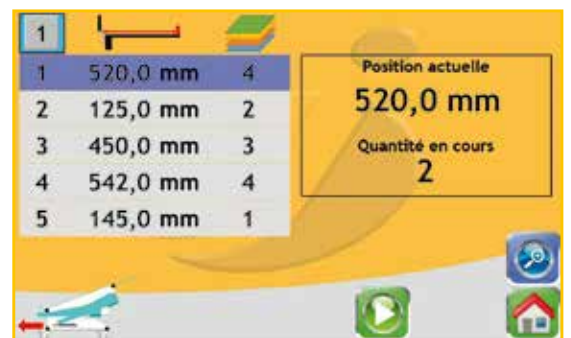 1
1 520,0 mm 4
2 125,0 mm 2
3 450,0 mm 3
4 542,0 mm 4
5 145,0 mm 1
Position actuelle
520,0 mm
Quantité en cours
2